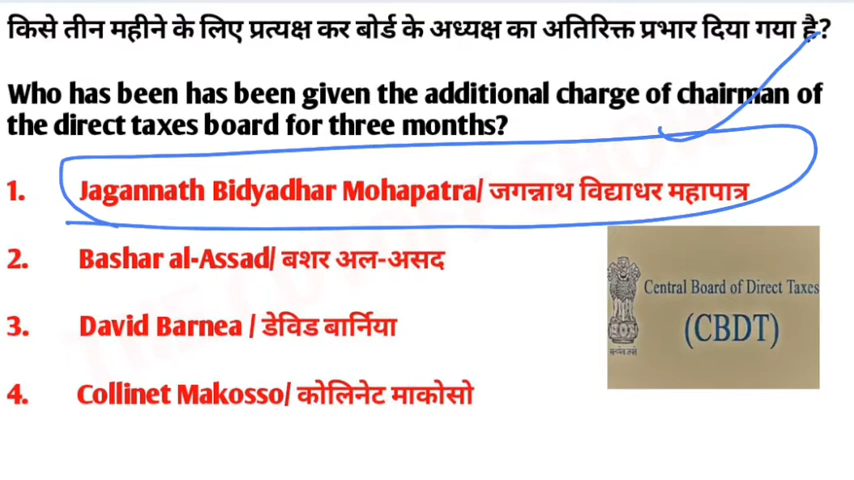 किसे तीन महीने के लिए प्रत्यक्ष कर बोर्ड के अध्यक्ष का अतिरिक्त प्रभार दिया गया है?
Who has been has been given the additional charge of chairman of
the direct taxes board for three months?
1. Jagannath Bidyadhar Mohapatra/ जगन्नाथ विद्याधर महापात्र
2. Bashar al-Assad/ बशर अल-असद
3. David Barnea / डेविड बार्निया
4. Collinet Makosso/ कोलिनेट माकोसो
Central Board of Direct Taxes
(CBDT)